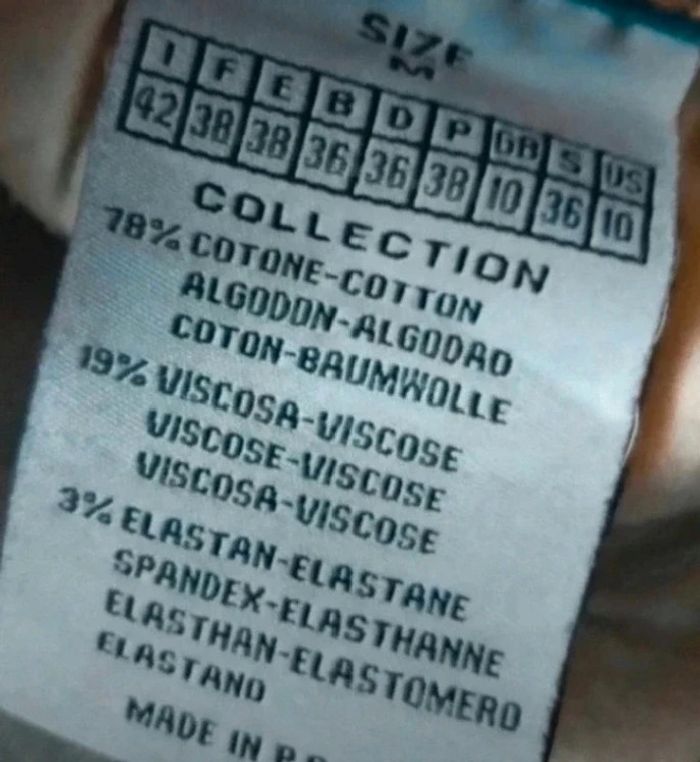 SIZE
M
I F E B D P GB S US
42 38 38 36 36 38 10 36 10
COLLECTION
78% COTONE-COTTON
ALGODON-ALGODAO
COTON-BAUMWOLLE
19% VISCOSA-VISCOSE
VISCOSE-VISCOSE
VISCOSA-VISCOSE
3% ELASTAN-ELASTANE
SPANDEX-ELASTHANNE
ELASTHAN-ELASTOMERO
ELASTANO
MADE IN